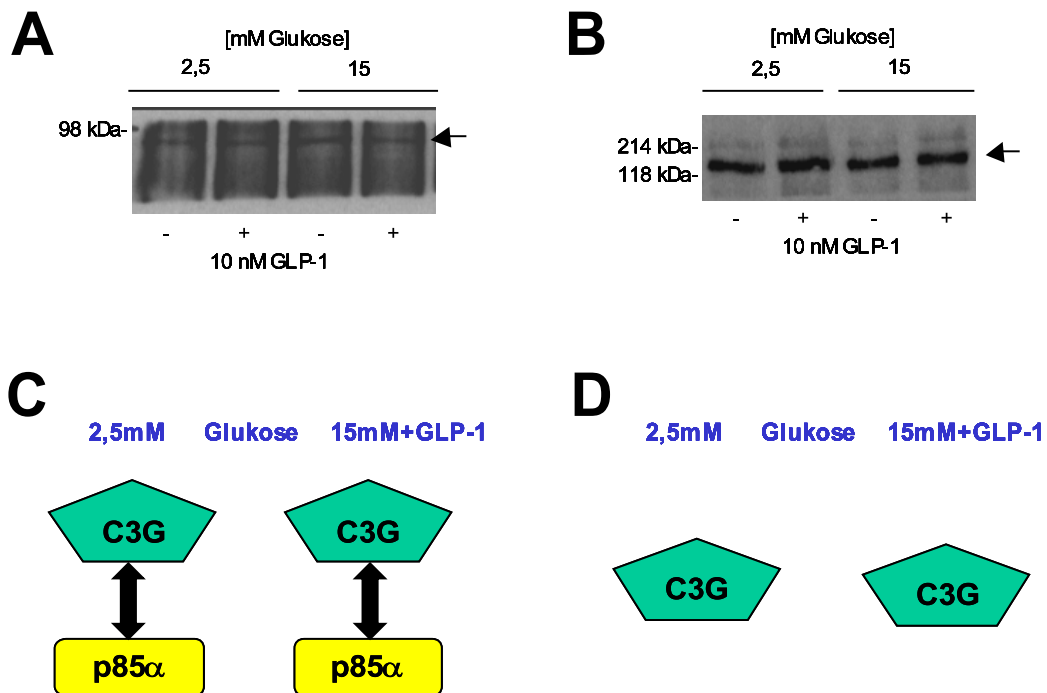 A
[mM Glukose]
2,5 15
98 kDa-
- + - +
10 nM GLP-1
B
[mM Glukose]
2,5 15
214 kDa-
118 kDa-
- + - +
10 nM GLP-1
C
2,5mM Glukose 15mM+GLP-1
C3G C3G
p85α p85α
D
2,5mM Glukose 15mM+GLP-1
C3G C3G